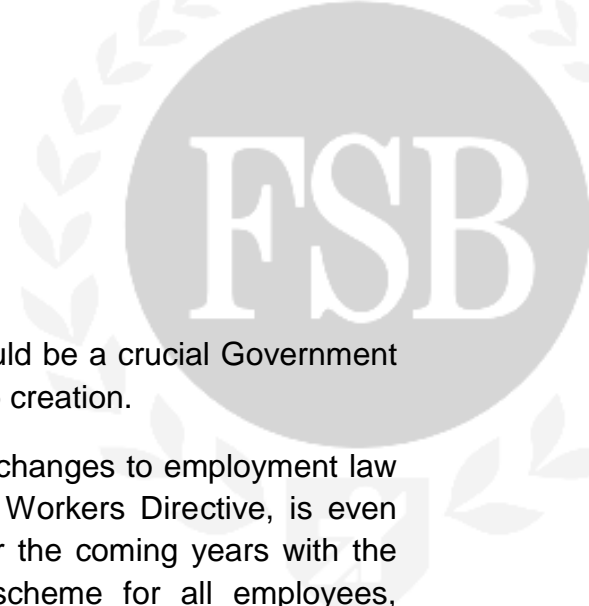 FSB
uld be a crucial Government
creation.
changes to employment law
Workers Directive, is even
r the coming years with the
scheme for all employees,